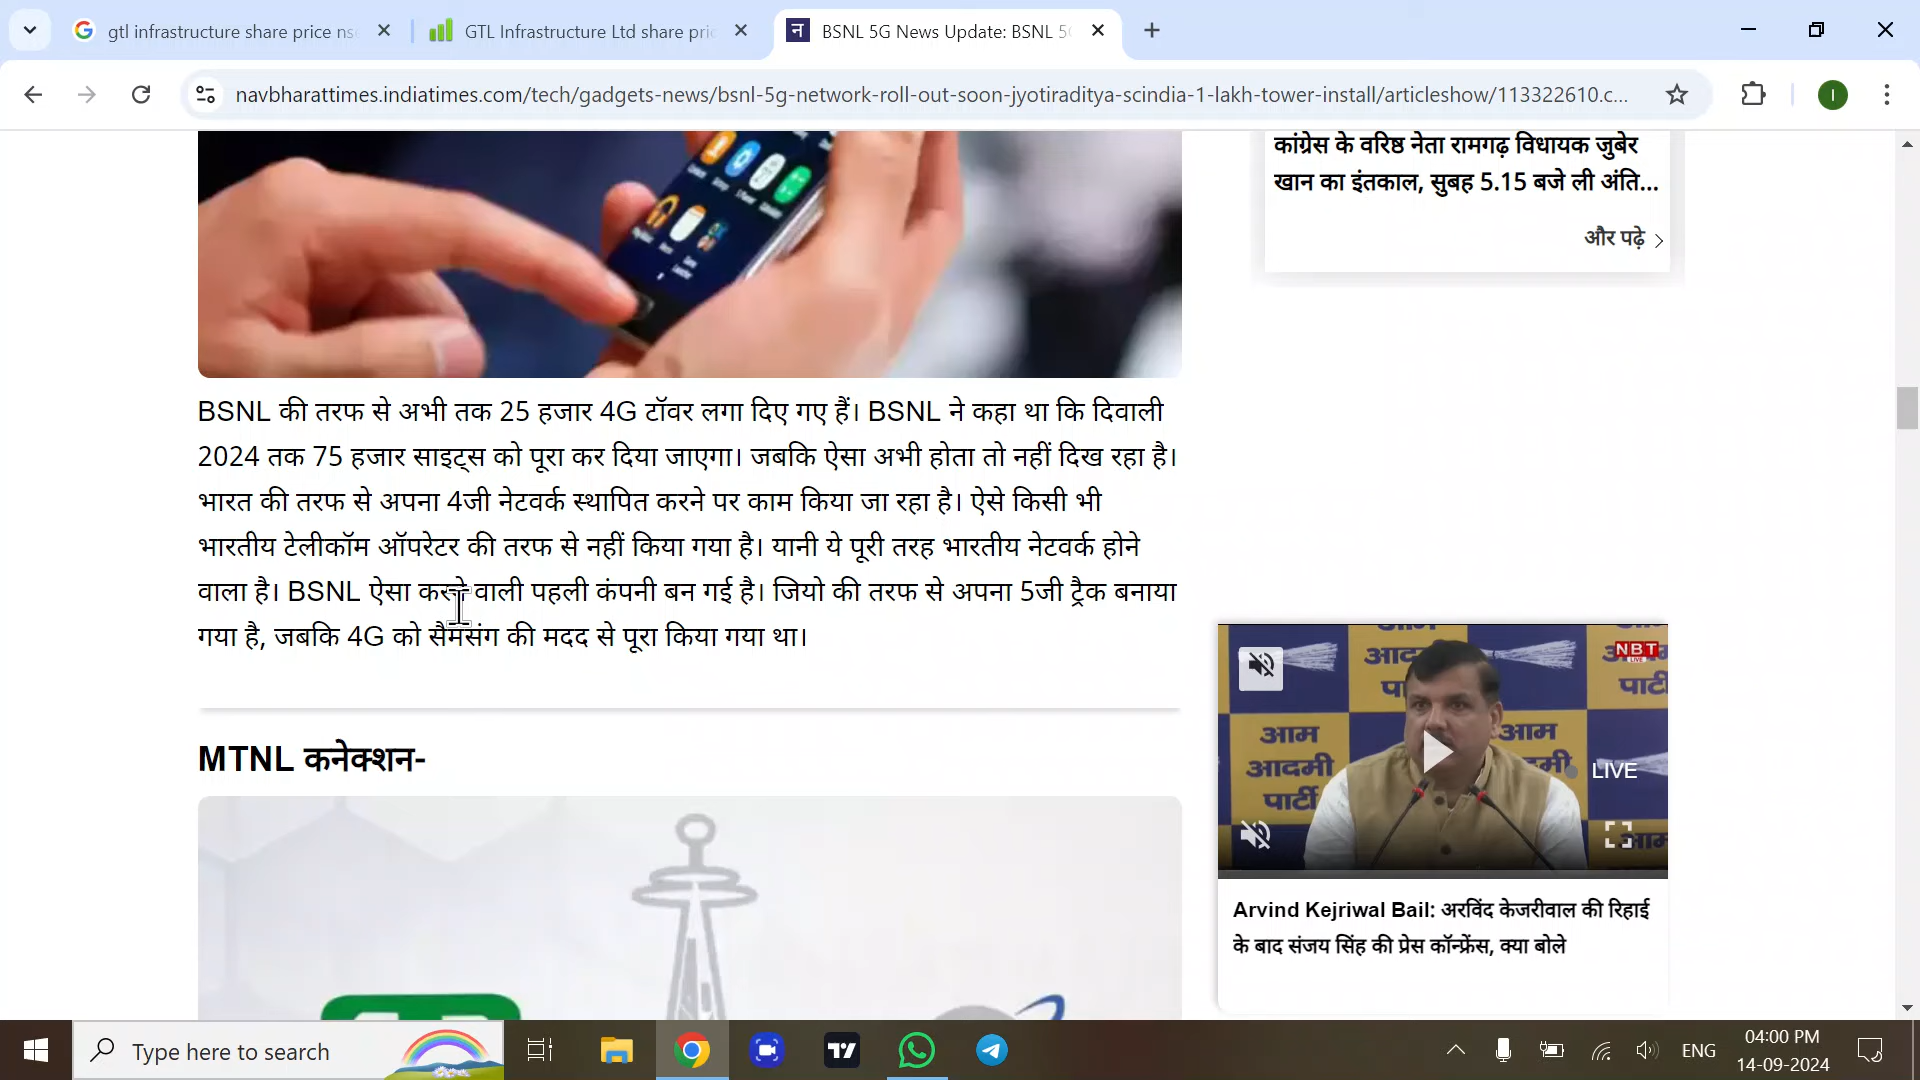 gtl infrastructure share price nse
GTL Infrastructure Ltd share pric
BSNL 5G News Update: BSNL 5G
navbharattimes.indiatimes.com/tech/gadgets-news/bsnl-5g-network-roll-out-soon-jyotiraditya-scindia-1-lakh-tower-install/articleshow/113322610.c...
I
कांग्रेस के वरिष्ठ नेता रामगढ़ विधायक जुबेर
खान का इंतकाल, सुबह 5.15 बजे ली अंति...
और पढ़े
BSNL की तरफ से अभी तक 25 हजार 4G टॉवर लगा दिए गए हैं। BSNL ने कहा था कि दिवाली
2024 तक 75 हजार साइट्स को पूरा कर दिया जाएगा। जबकि ऐसा अभी होता तो नहीं दिख रहा है।
भारत की तरफ से अपना 4जी नेटवर्क स्थापित करने पर काम किया जा रहा है। ऐसे किसी भी
भारतीय टेलीकॉम ऑपरेटर की तरफ से नहीं किया गया है। यानी ये पूरी तरह भारतीय नेटवर्क होने
वाला है। BSNL ऐसा करने वाली पहली कंपनी बन गई है। जियो की तरफ से अपना 5जी ट्रैक बनाया
गया है, जबकि 4G को सैमसंग की मदद से पूरा किया गया था।
MTNL कनेक्शन-
NBT
आम
आदमी
पार्टी
आम
LIVE
Arvind Kejriwal Bail: अरविंद केजरीवाल की रिहाई
के बाद संजय सिंह की प्रेस कॉन्फ्रेंस, क्या बोले
Type here to search
ENG
04:00 PM
14-09-2024